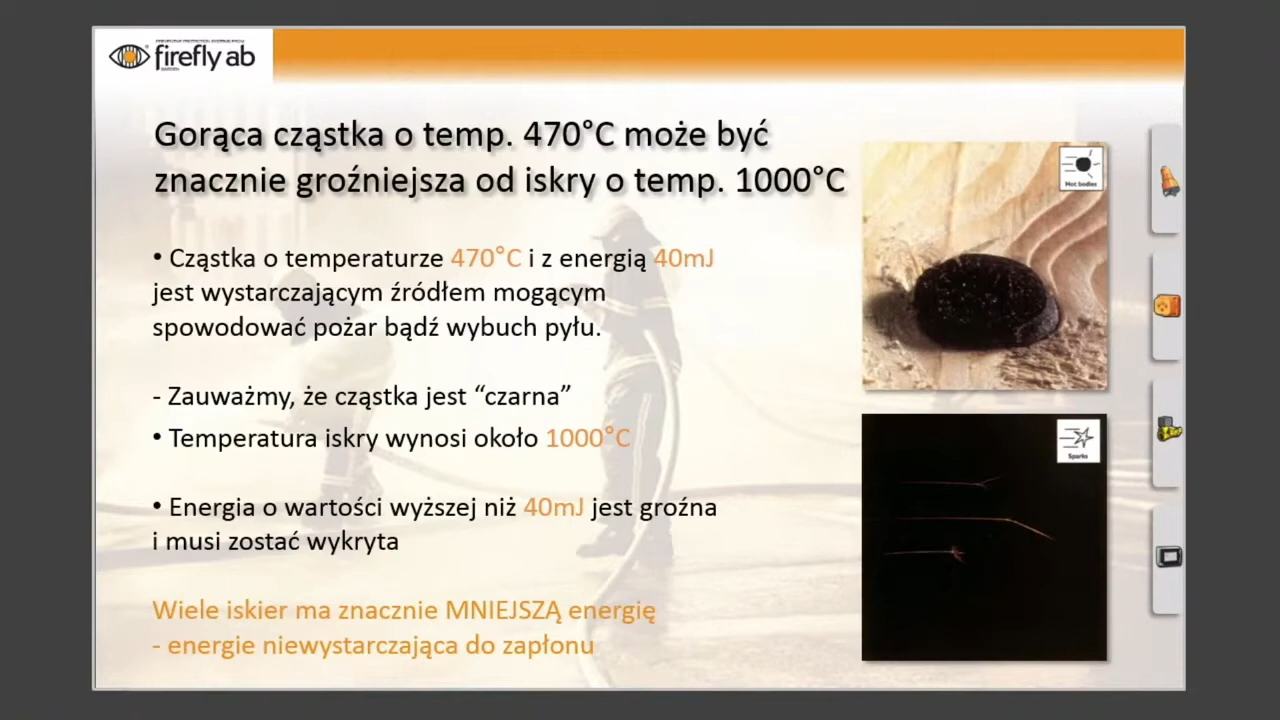 firefly ab
Gorąca cząstka o temp. 470°C może być
znacznie groźniejsza od iskry o temp. 1000°C
• Cząstka o temperaturze 470°C i z energią 40mJ
jest wystarczającym źródłem mogącym
spowodować pożar bądź wybuch pyłu.
- Zauważmy, że cząstka jest “czarna”
• Temperatura iskry wynosi około 1000°C
• Energia o wartości wyższej niż 40mJ jest groźna
i musi zostać wykryta
Wiele iskier ma znacznie MNIEJSZĄ energię
- energie niewystarczająca do zapłonu
Hot bodies
Sparks